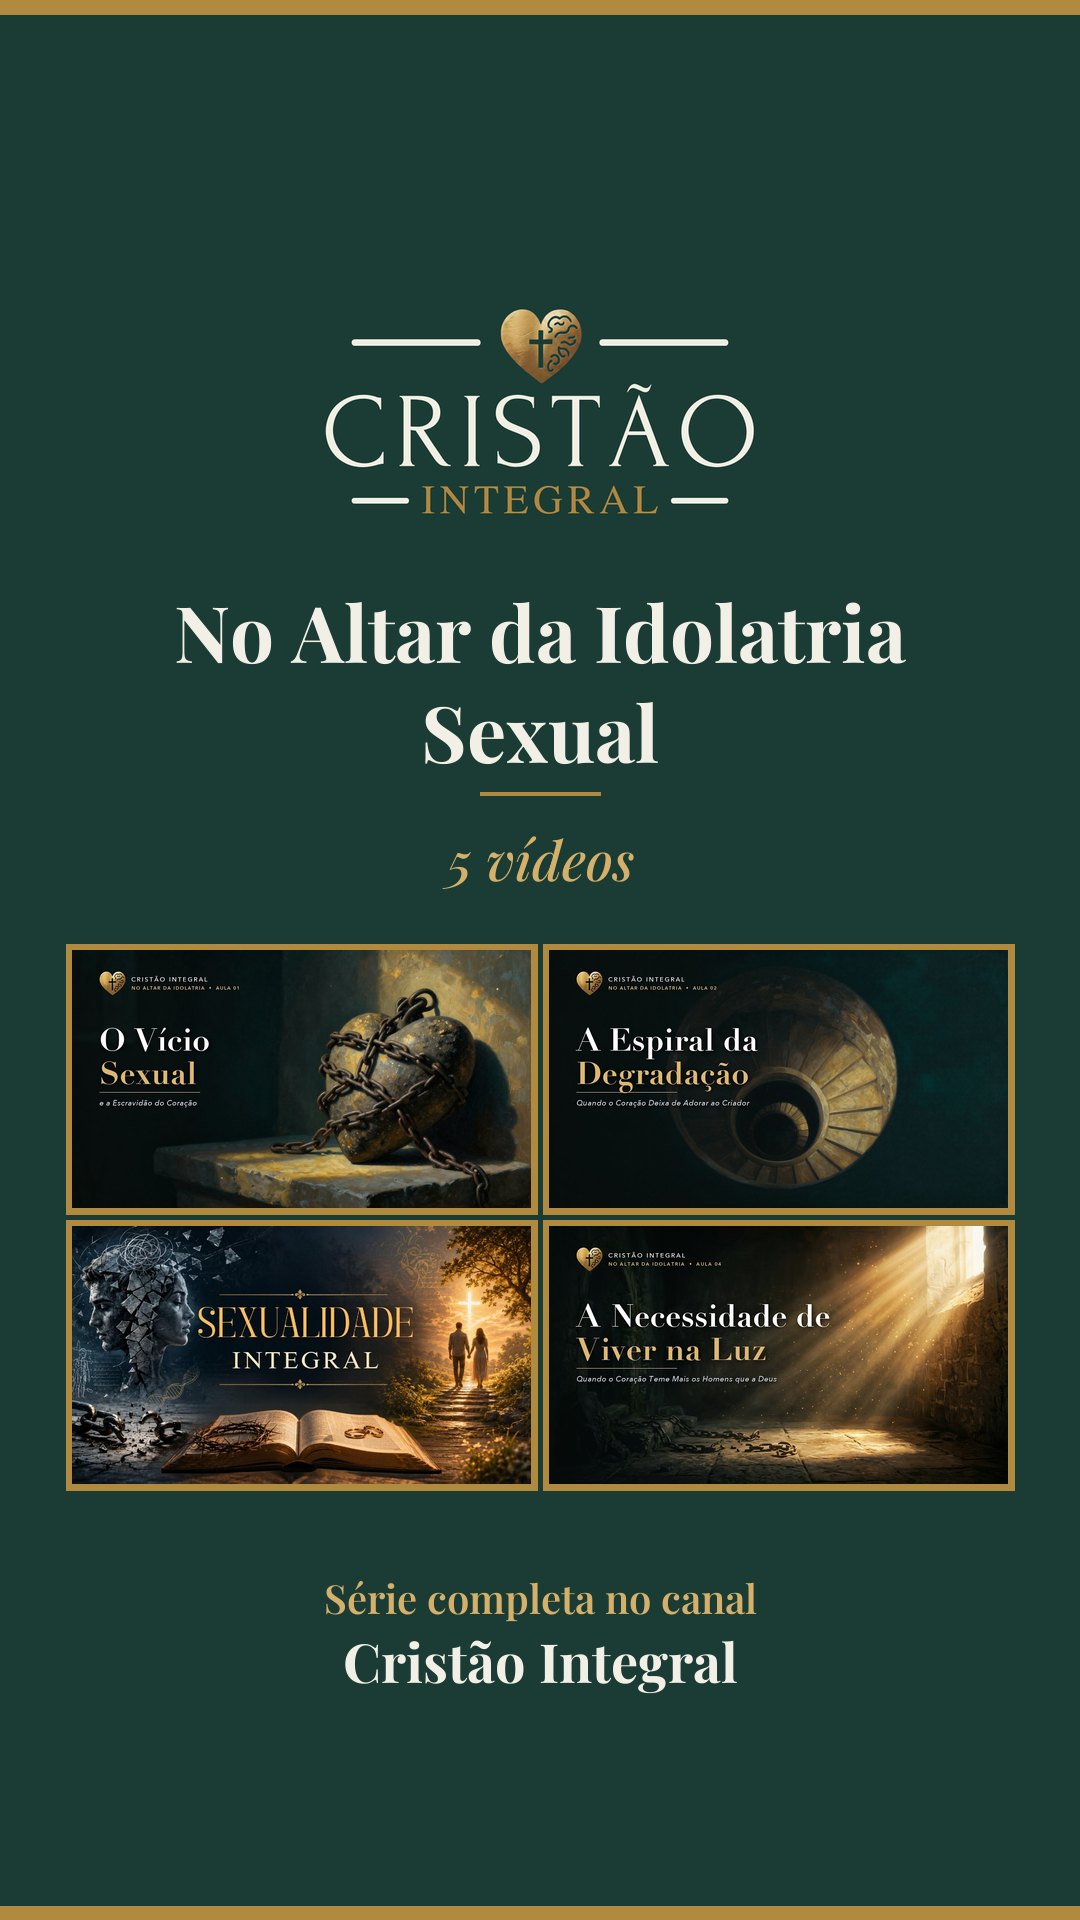 CRISTÃO
INTEGRAL
No Altar da Idolatria
Sexual
5 vídeos
CRISTÃO INTEGRAL
NO ALTAR DA IDOLATRIA • AULA 01
O Vício
Sexual
e a Escravidão do Coração
CRISTÃO INTEGRAL
NO ALTAR DA IDOLATRIA • AULA 02
A Espiral da
Degradação
Quando o Coração Deixa de Adorar ao Criador
SEXUALIDADE
INTEGRAL
CRISTÃO INTEGRAL
NO ALTAR DA IDOLATRIA • AULA 04
A Necessidade de
Viver na Luz
Quando o Coração Teme Mais os Homens que a Deus
Série completa no canal
Cristão Integral